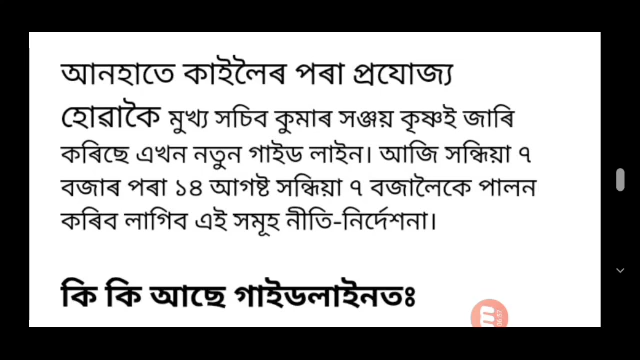 আনহাতে কাইলৈৰ পৰা প্ৰযোজ্য
হোৱাকৈ মুখ্য সচিব কুমাৰ সঞ্জয় কৃষ্ণই জাৰি
কৰিছে এখন নতুন গাইড লাইন। আজি সন্ধিয়া ৭
বজাৰ পৰা ১৪ আগষ্ট সন্ধিয়া ৭ বজালৈকে পালন
কৰিব লাগিব এই সমূহ নীতি-নিৰ্দেশনা।
কি কি আছে গাইডলাইনতঃ